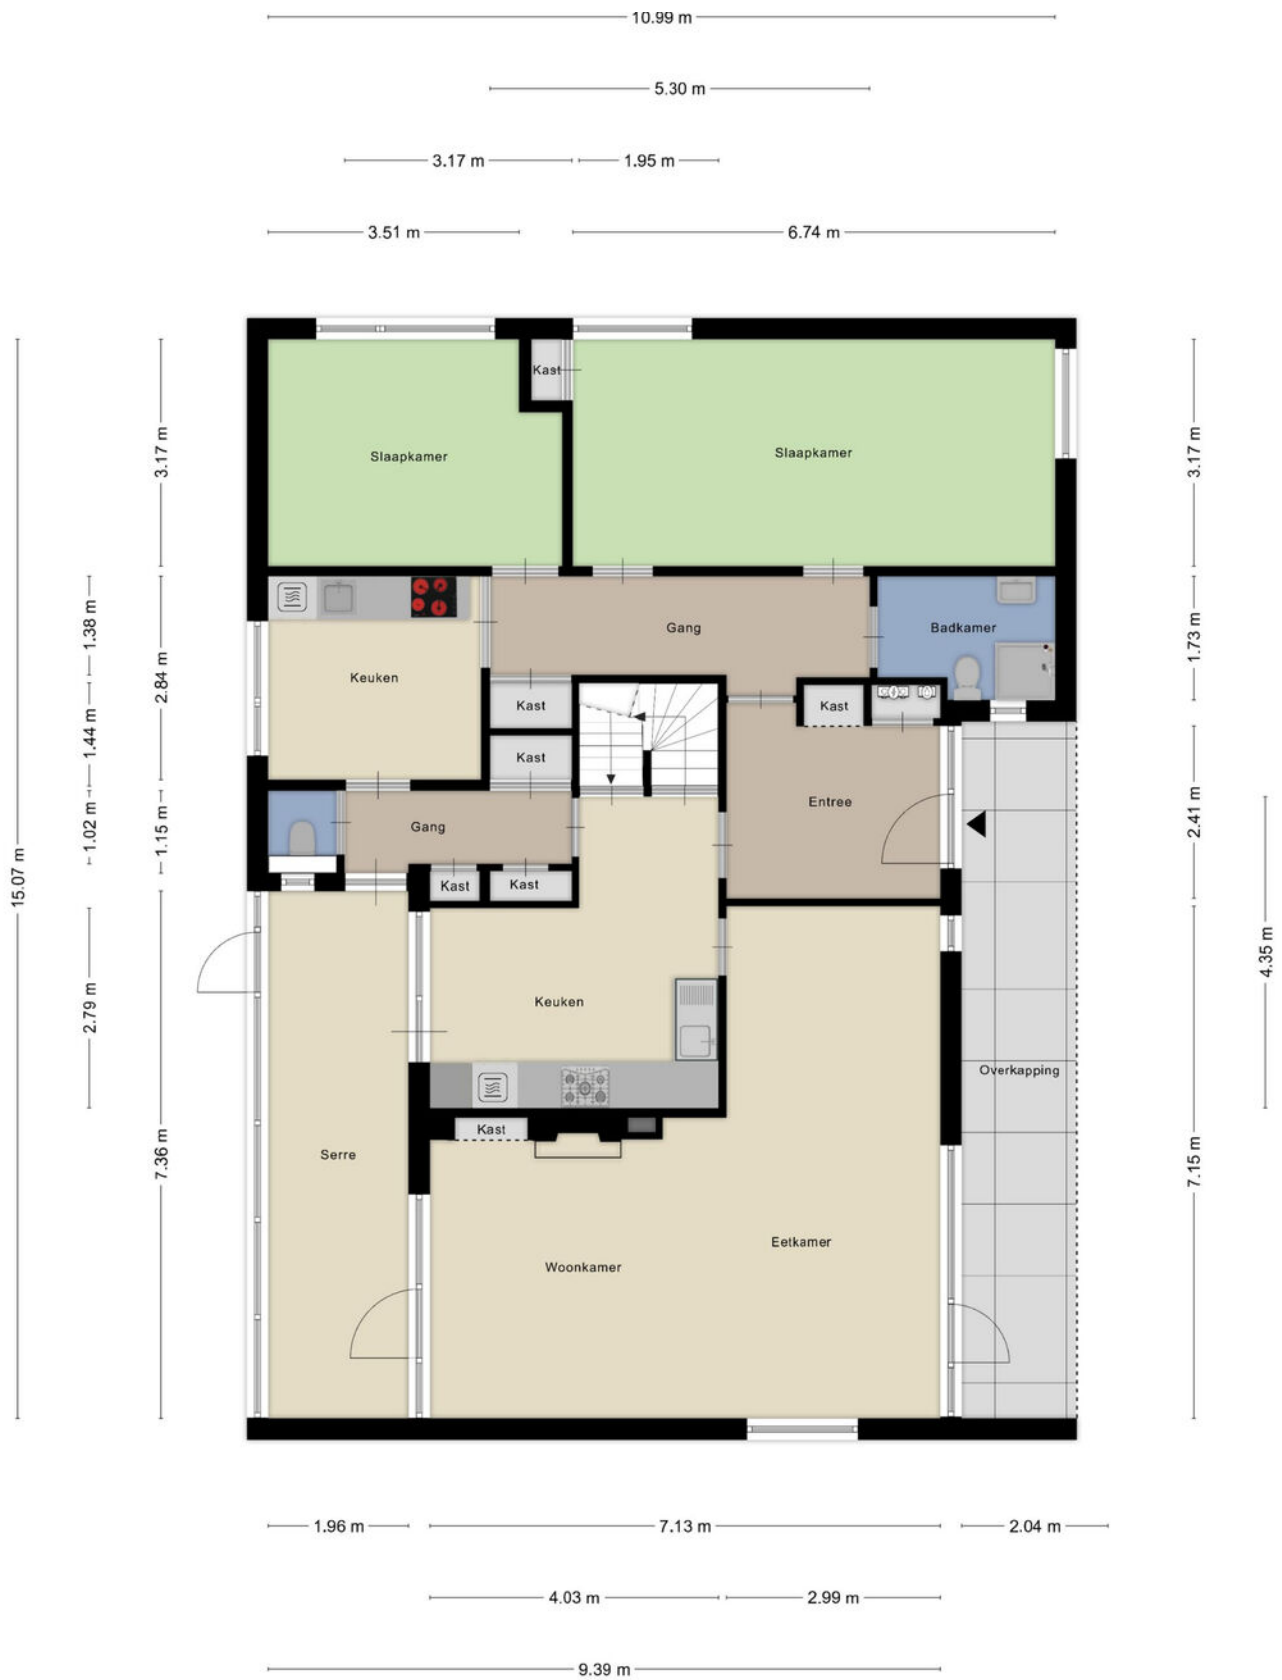 10.99 m
5.30 m
3.17 m
1.95 m
3.51 m
6.74 m
Kast
Slaapkamer
Slaapkamer
3.17 m
3.17 m
15.07 m
1.38 m
2.84 m
1.44 m
1.02 m
1.15 m
2.79 m
7.36 m
Gang
Badkamer
Keuken
Kast
Kast
Kast
Entree
Gang
Kast
Kast
Keuken
Overkapping
Kast
Serre
Eetkamer
Woonkamer
1.73 m
2.41 m
4.35 m
7.15 m
1.96 m
7.13 m
2.04 m
4.03 m
2.99 m
9.39 m